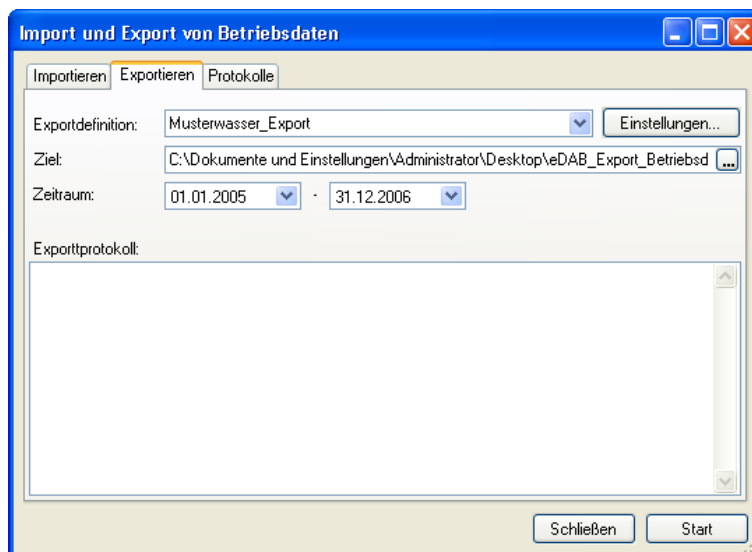 Import und Export von Betriebsdaten
Importieren Exportieren Protokolle
Exportdefinition: Musterwasser_Export Einstellungen...
Ziel: C:\Dokumente und Einstellungen\Administrator\Desktop\eDAB_Export_Betriebsd ...
Zeitraum: 01.01.2005 - 31.12.2006
Exporttprotokoll:
Schließen Start